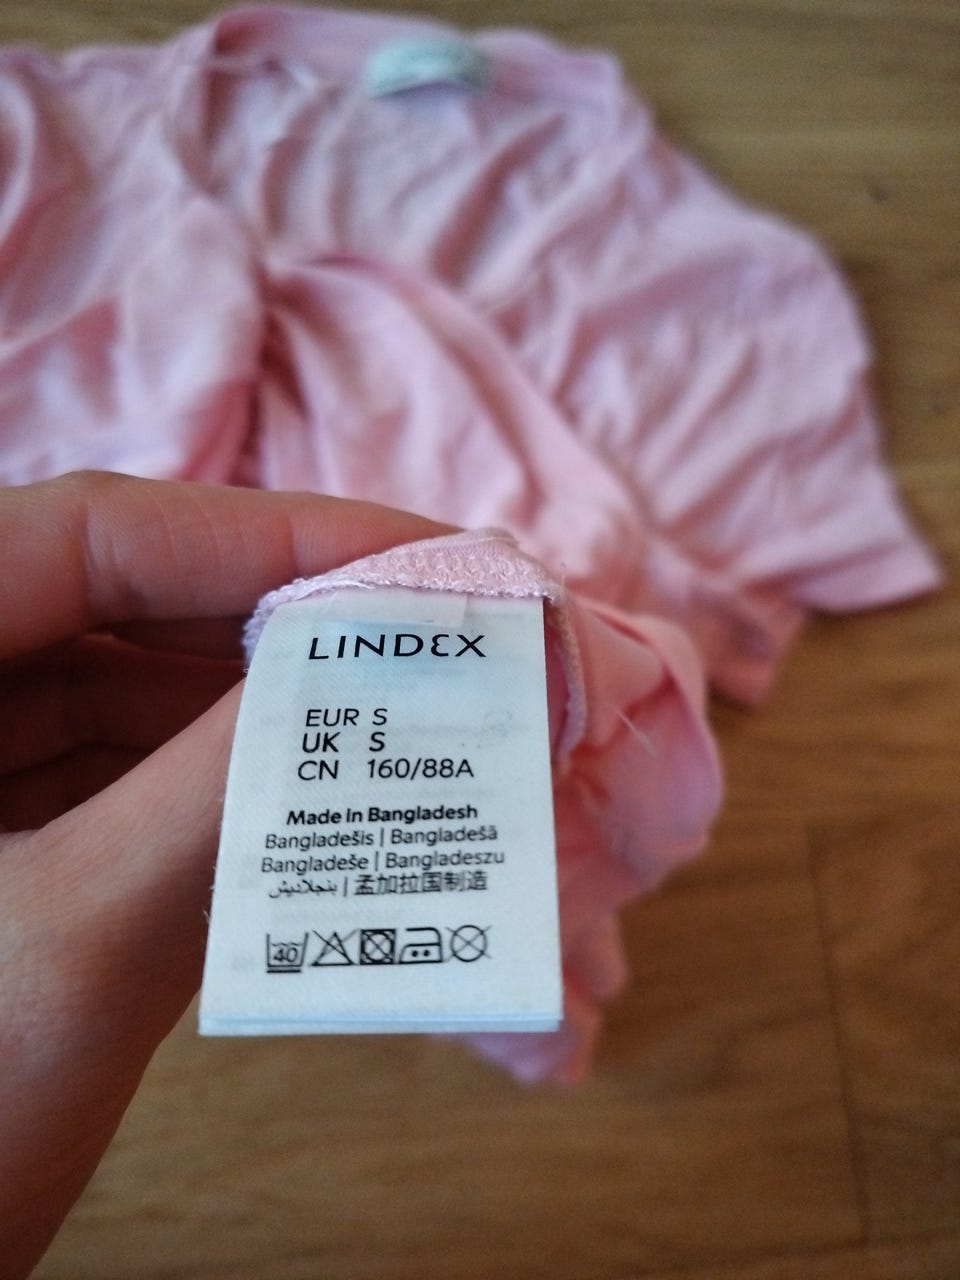 LINDEX
EUR S
UK S
CN 160/88A
Made in Bangladesh
Bangladešis | Bangladešā
Bangladeše | Bangladeszu
بنجلاديش | 孟加拉国制造
40